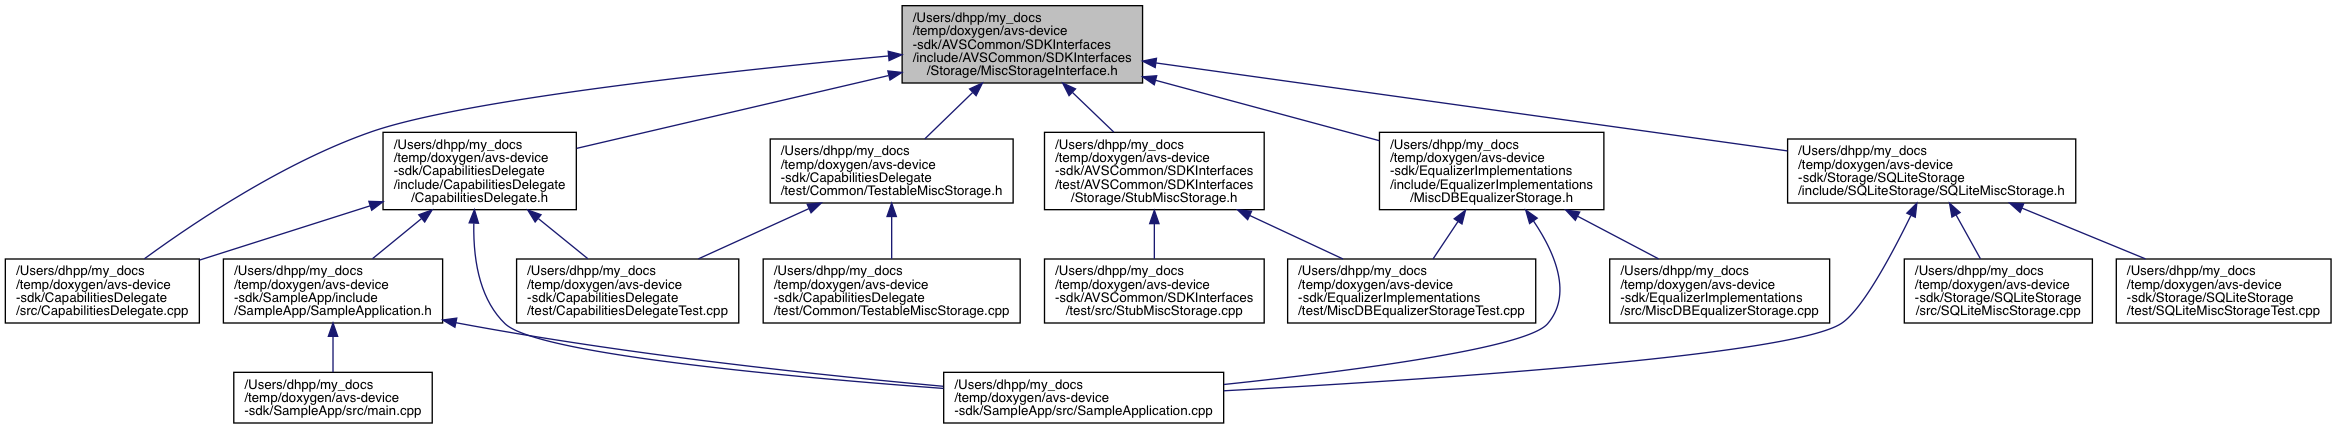 /Users/dhpp/my_docs
/temp/doxygen/avs-device
-sdk/AVSCommon/SDKInterfaces
/include/AVSCommon/SDKInterfaces
/Storage/MiscStorageInterface.h
/Users/dhpp/my_docs
/temp/doxygen/avs-device
-sdk/CapabilitiesDelegate
/include/CapabilitiesDelegate
/CapabilitiesDelegate.h
/Users/dhpp/my_docs
/temp/doxygen/avs-device
-sdk/CapabilitiesDelegate
/test/Common/TestableMiscStorage.h
/Users/dhpp/my_docs
/temp/doxygen/avs-device
-sdk/AVSCommon/SDKInterfaces
/test/AVSCommon/SDKInterfaces
/Storage/StubMiscStorage.h
/Users/dhpp/my_docs
/temp/doxygen/avs-device
-sdk/EqualizerImplementations
/include/EqualizerImplementations
/MiscDBEqualizerStorage.h
/Users/dhpp/my_docs
/temp/doxygen/avs-device
-sdk/Storage/SQLiteStorage
/include/SQLiteStorage/SQLiteMiscStorage.h
/Users/dhpp/my_docs
/temp/doxygen/avs-device
-sdk/CapabilitiesDelegate
/src/CapabilitiesDelegate.cpp
/Users/dhpp/my_docs
/temp/doxygen/avs-device
-sdk/SampleApp/include
/SampleApp/SampleApplication.h
/Users/dhpp/my_docs
/temp/doxygen/avs-device
-sdk/CapabilitiesDelegate
/test/CapabilitiesDelegateTest.cpp
/Users/dhpp/my_docs
/temp/doxygen/avs-device
-sdk/CapabilitiesDelegate
/test/Common/TestableMiscStorage.cpp
/Users/dhpp/my_docs
/temp/doxygen/avs-device
-sdk/AVSCommon/SDKInterfaces
/test/src/StubMiscStorage.cpp
/Users/dhpp/my_docs
/temp/doxygen/avs-device
-sdk/EqualizerImplementations
/test/MiscDBEqualizerStorageTest.cpp
/Users/dhpp/my_docs
/temp/doxygen/avs-device
-sdk/EqualizerImplementations
/src/MiscDBEqualizerStorage.cpp
/Users/dhpp/my_docs
/temp/doxygen/avs-device
-sdk/Storage/SQLiteStorage
/src/SQLiteMiscStorage.cpp
/Users/dhpp/my_docs
/temp/doxygen/avs-device
-sdk/Storage/SQLiteStorage
/test/SQLiteMiscStorageTest.cpp
/Users/dhpp/my_docs
/temp/doxygen/avs-device
-sdk/SampleApp/src/main.cpp
/Users/dhpp/my_docs
/temp/doxygen/avs-device
-sdk/SampleApp/src/SampleApplication.cpp